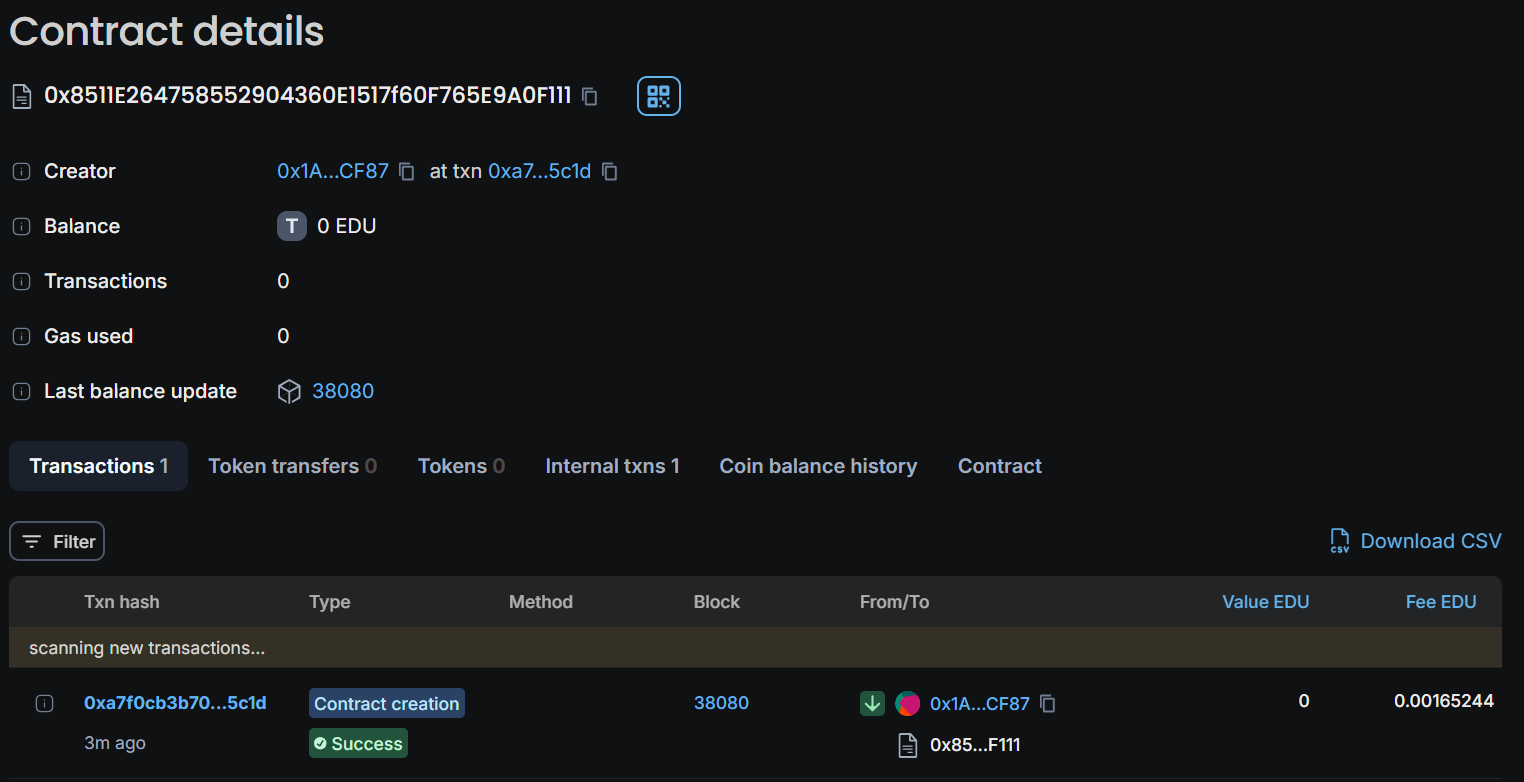 Contract details
0x8511E264758552904360E1517f60F765E9A0F111
Creator 0x1A...CF87 at txn 0xa7...5c1d
Balance T 0 EDU
Transactions 0
Gas used 0
Last balance update 38080
Transactions 1 Token transfers 0 Tokens 0 Internal txns 1 Coin balance history Contract
Filter CSV Download CSV
Txn hash Type Method Block From/To Value EDU Fee EDU
scanning new transactions...
0xa7f0cb3b70...5c1d Contract creation 38080 0x1A...CF87 0 0.00165244
3m ago Success 0x85...F111